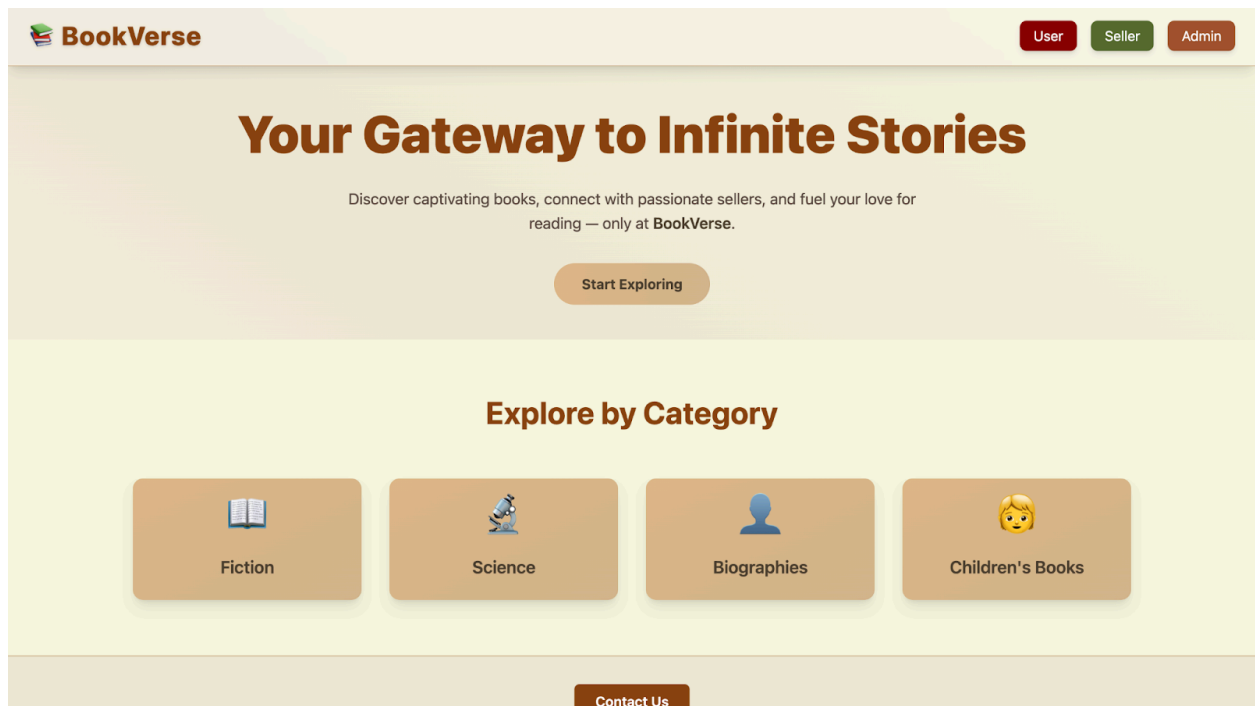 BookVerse
User
Seller
Admin
Your Gateway to Infinite Stories
Discover captivating books, connect with passionate sellers, and fuel your love for
reading — only at BookVerse.
Start Exploring
Explore by Category
Fiction
Science
Biographies
Children's Books
Contact Us